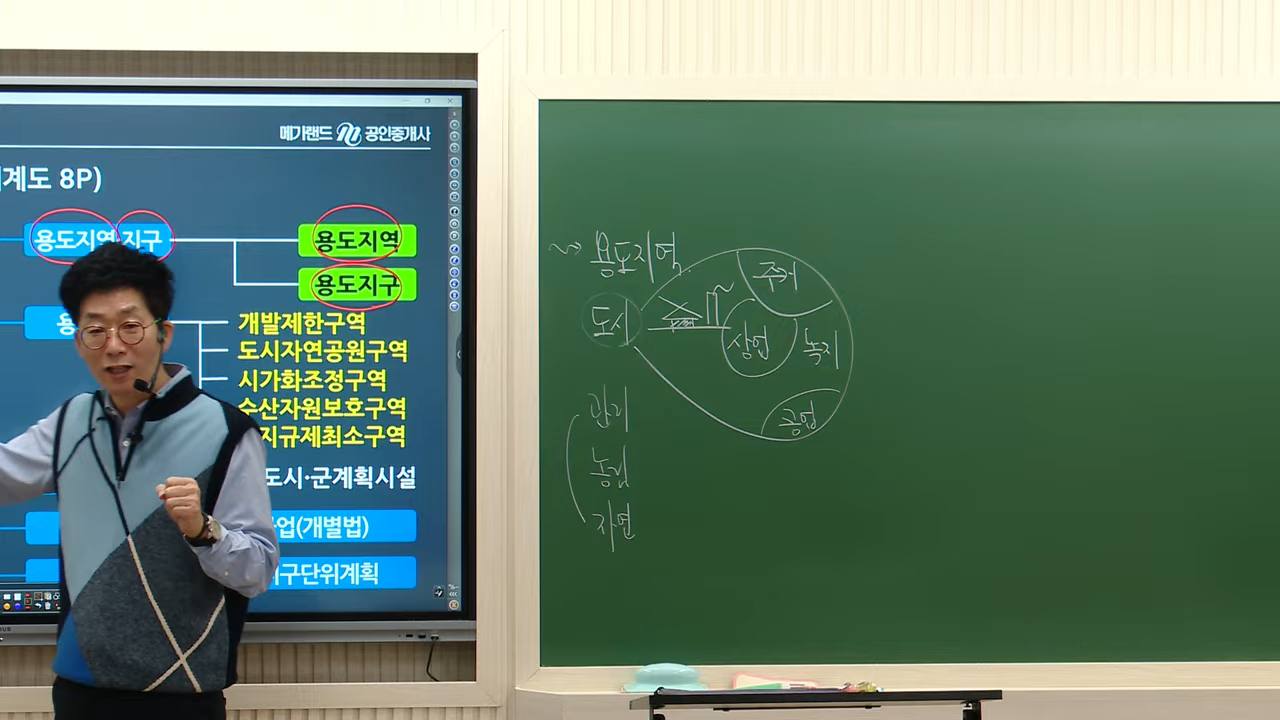 메가랜드 공인중개사
계도 8P)
용도지역·지구
용도지역
용도지구
용
개발제한구역
도시자연공원구역
시가화조정구역
수산자원보호구역
지규제최소구역
도시·군계획시설
업(개별법)
구단위계획
용도지역
도시
주거
상업
녹지
공업
관리
농림
자연